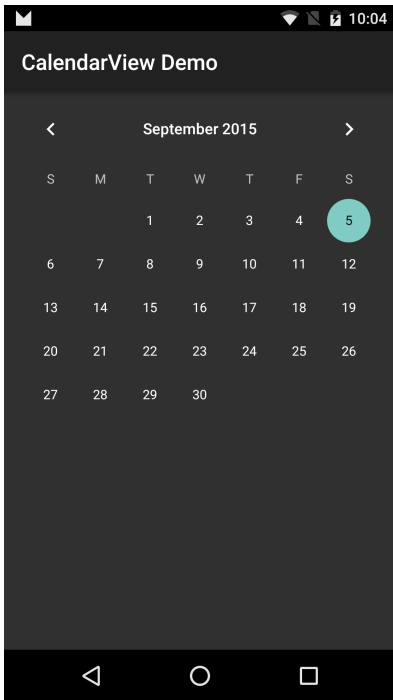 10:04
CalendarView Demo
September 2015
S M T W T F S
1 2 3 4 5
6 7 8 9 10 11 12
13 14 15 16 17 18 19
20 21 22 23 24 25 26
27 28 29 30